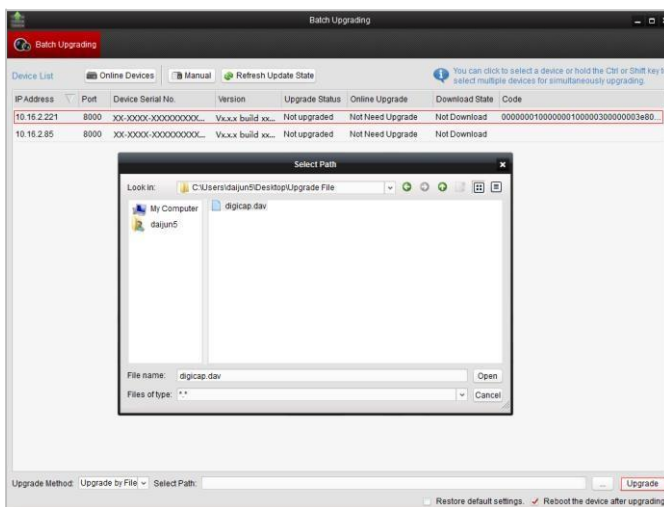 Batch Upgrading
Batch Upgrading
Device List Online Devices Manual Refresh Update State You can click to select a device or hold the Ctrl or Shift key to
select multiple devices for simultaneously upgrading.
IP Address Port Device Serial No. Version Upgrade Status Online Upgrade Download State Code
10.16.2.221 8000 XX-XXXX-XXXXXXXXX... Vx.x.x build xx... Not upgraded Not Need Upgrade Not Download
10.16.2.85 8000 XX-XXXX-XXXXXXXXX... Vx.x.x build xx... Not upgraded Not Need Upgrade Not Download
Select Path
Look in: C:\Users\daijun5\Desktop\Upgrade File
My Computer digicap.dav
daijun5
File name: digicap.dav Open
Files of type: *.* Cancel
Upgrade Method: Upgrade by File Select Path: ... Upgrade
Restore default settings. Reboot the device after upgrading